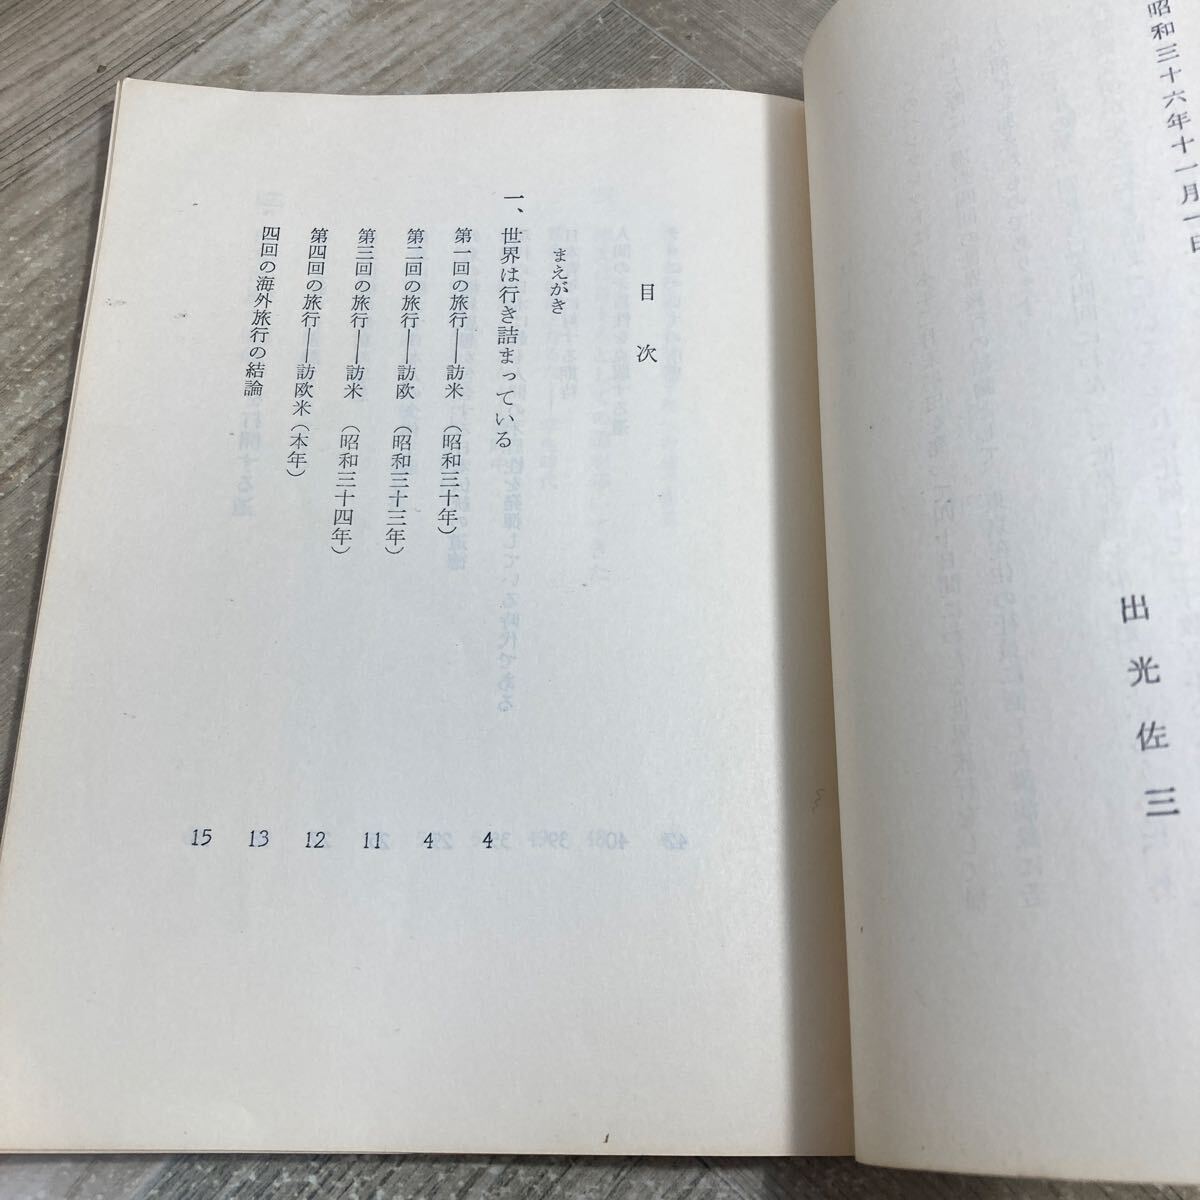 昭和三十六年十一月一日
出光佐三
目次
まえがき
一、世界は行き詰まっている 4
第一回の旅行――訪米（昭和三十年） 4
第二回の旅行――訪欧（昭和三十三年） 11
第三回の旅行――訪米（昭和三十四年） 12
第四回の旅行――訪欧米（本年） 13
四回の海外旅行の結論 15
1